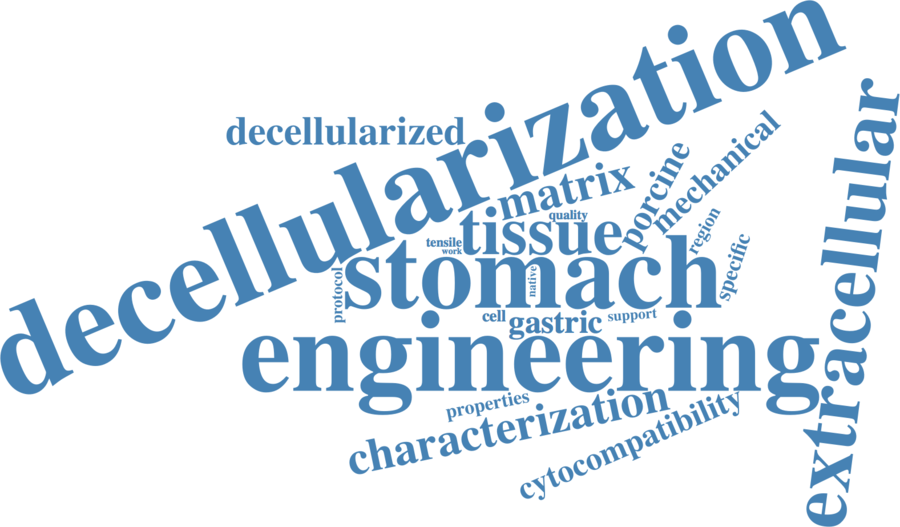 decellularization
decellularized
extracellular
mechanical
porcine
matrix
quality
tissue
region
tensile
work
specific
stomach
protocol
native
cell
gastric
support
engineering
properties
characterization
cytocompatibility